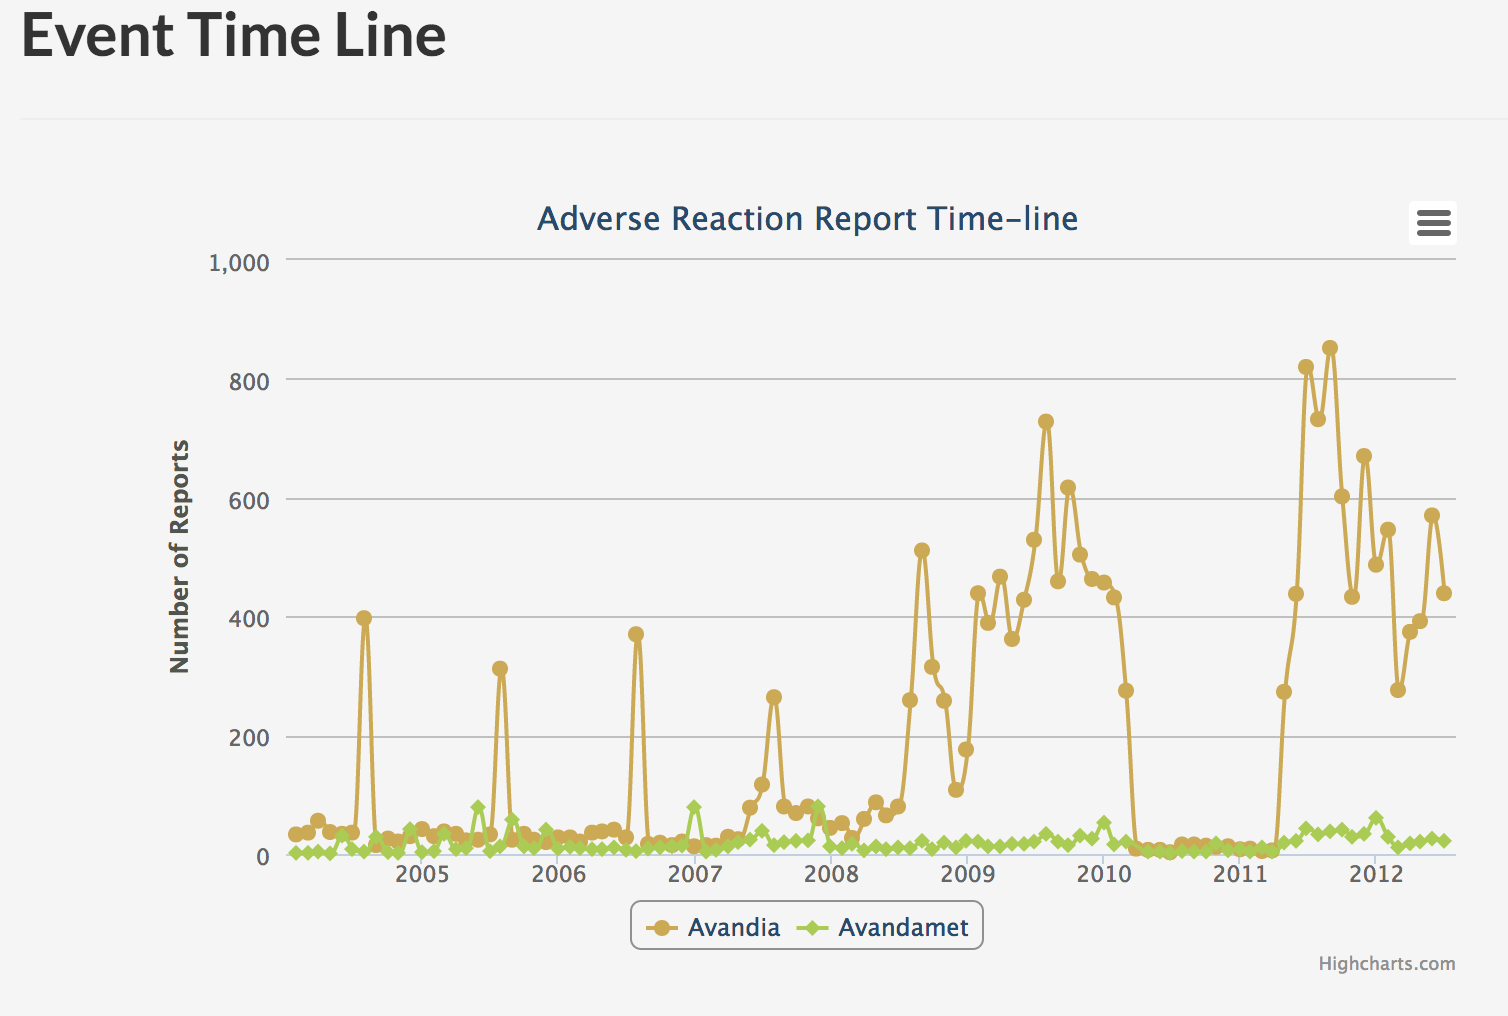 Event Time Line
Adverse Reaction Report Time-line
Number of Reports
1,000
800
600
400
200
0
2005 2006 2007 2008 2009 2010 2011 2012
Avandia Avandamet
Highcharts.com